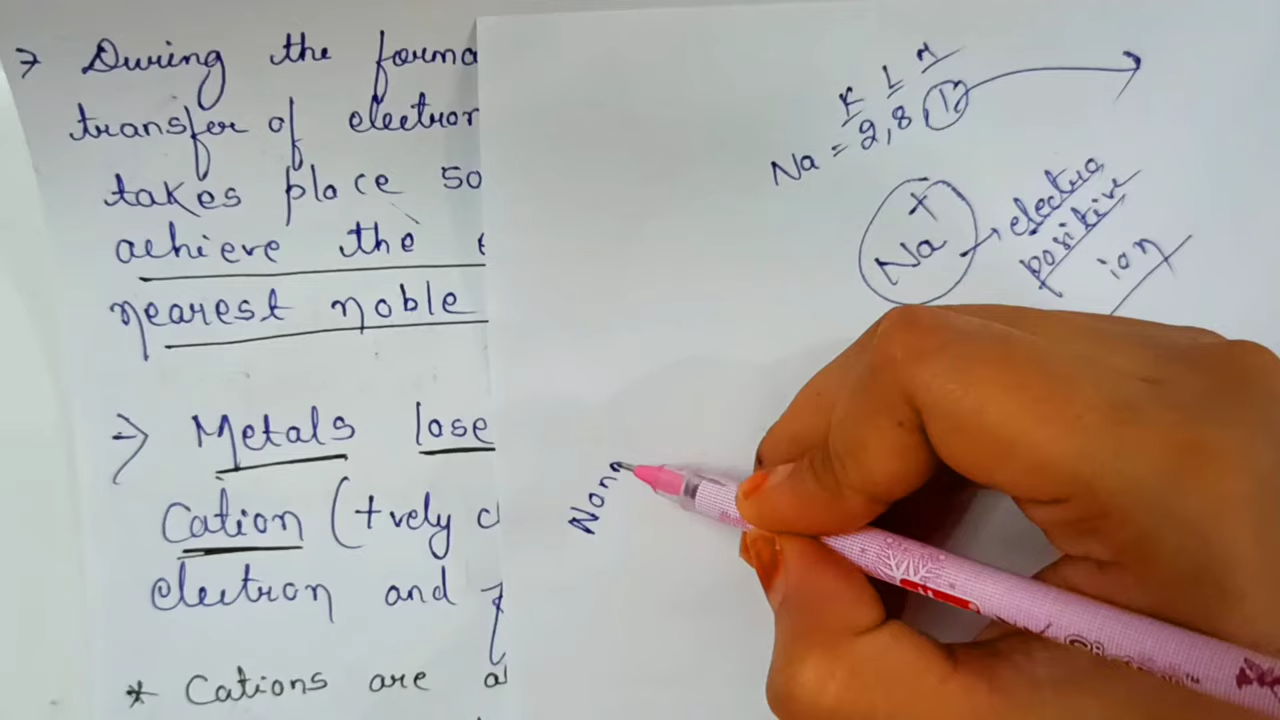 → During the forma
transfer of electron
takes place so
achieve the
nearest noble
⇒ Metals lose
Cation (+vely c
electron and
* Cations are a
K L M
Na = 2,8,1
Na+ → electro
positive
ion
Nonm